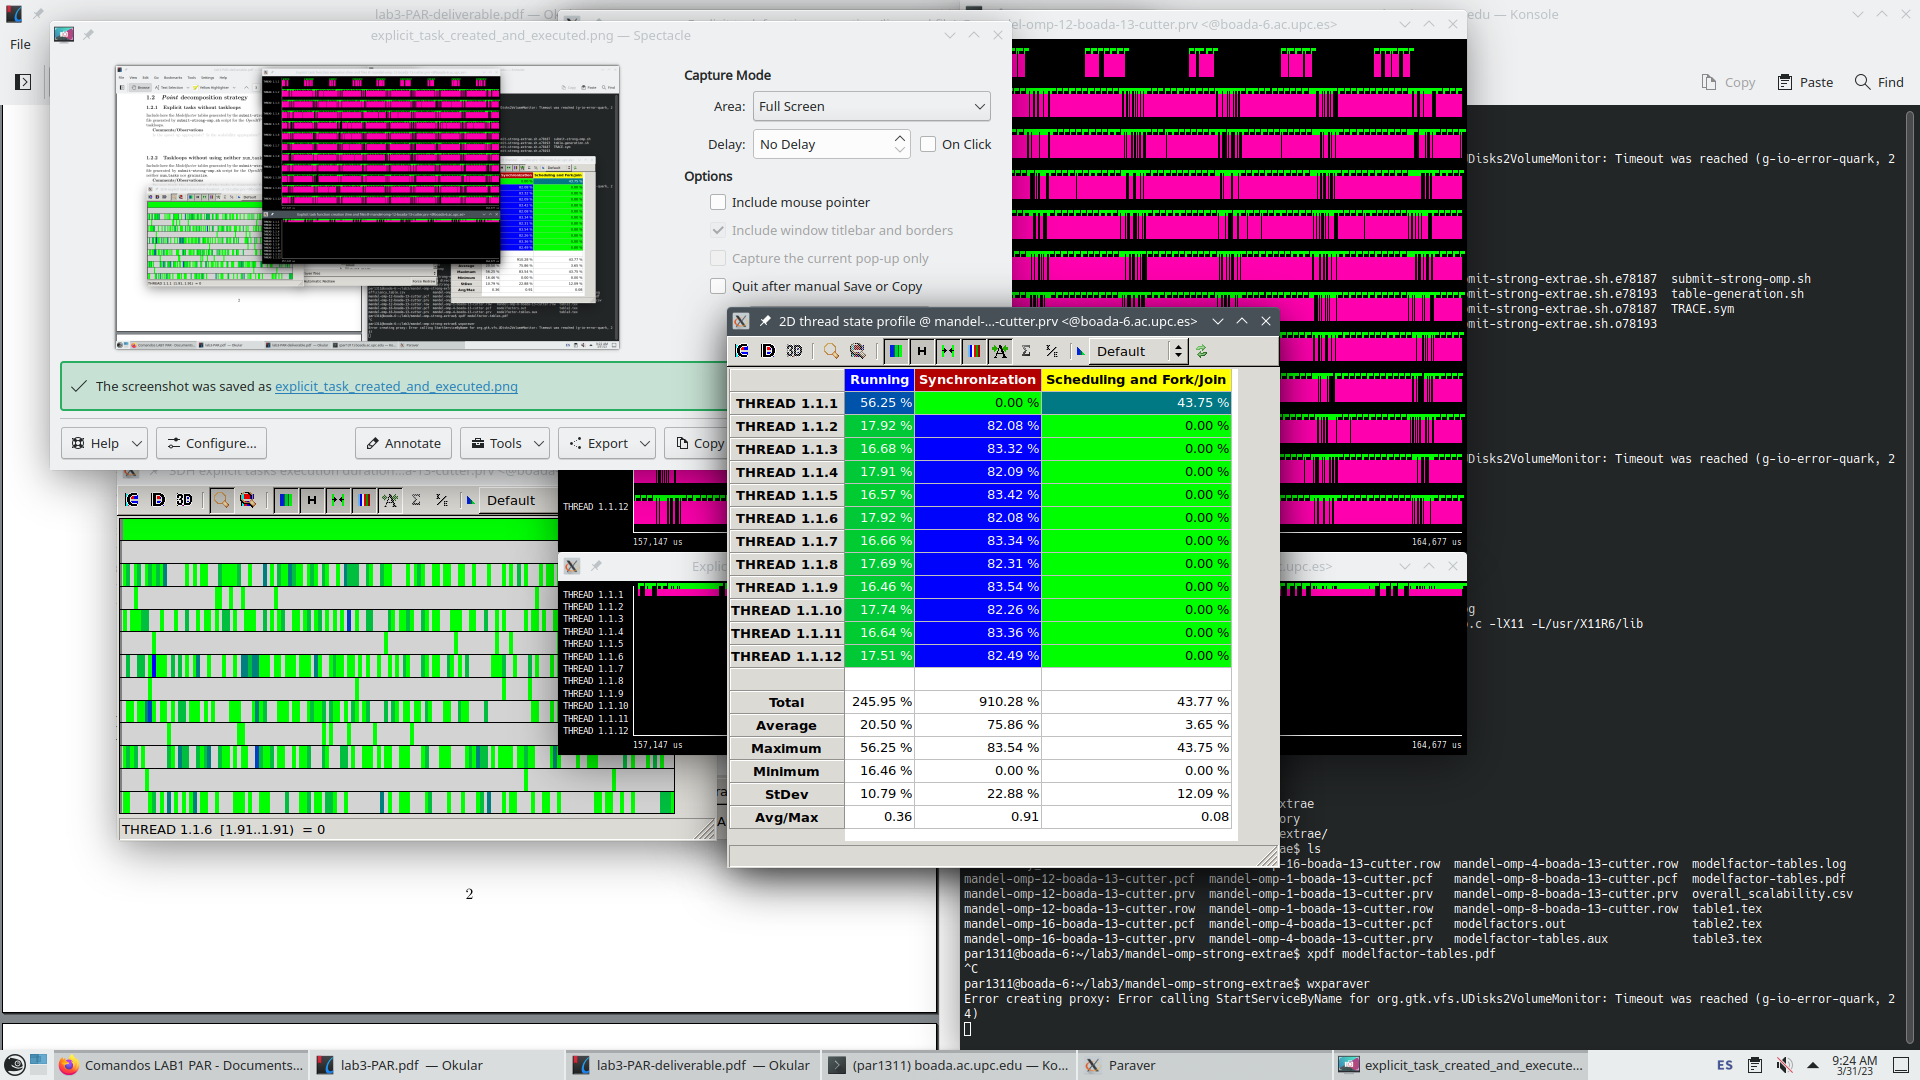 lab3-PAR-deliverable.pdf — Ok
File
explicit_task_created_and_executed.png — Spectacle
Capture Mode
Area:
Full Screen
Delay:
No Delay
On Click
Options
Include mouse pointer
Include window titlebar and borders
Capture the current pop-up only
Quit after manual Save or Copy
The screenshot was saved as explicit_task_created_and_executed.png
Help
Configure...
Annotate
Tools
Export
Copy
mandel-omp-12-boada-13-cutter.prv <@boada-6.ac.upc.es>
edu — Konsole
Copy
Paste
Find
UDisks2VolumeMonitor: Timeout was reached (g-io-error-quark, 2
mit-strong-extrae.sh.e78187 submit-strong-omp.sh
mit-strong-extrae.sh.e78193 table-generation.sh
mit-strong-extrae.sh.o78187 TRACE.sym
mit-strong-extrae.sh.o78193
UDisks2VolumeMonitor: Timeout was reached (g-io-error-quark, 2
.c -lX11 -L/usr/X11R6/lib
2D thread state profile @ mandel-...-cutter.prv <@boada-6.ac.upc.es>
3D
Default
Running Synchronization Scheduling and Fork/Join
THREAD 1.1.1 56.25 % 0.00 % 43.75 %
THREAD 1.1.2 17.92 % 82.08 % 0.00 %
THREAD 1.1.3 16.68 % 83.32 % 0.00 %
THREAD 1.1.4 17.91 % 82.09 % 0.00 %
THREAD 1.1.5 16.57 % 83.42 % 0.00 %
THREAD 1.1.6 17.92 % 82.08 % 0.00 %
THREAD 1.1.7 16.66 % 83.34 % 0.00 %
THREAD 1.1.8 17.69 % 82.31 % 0.00 %
THREAD 1.1.9 16.46 % 83.54 % 0.00 %
THREAD 1.1.10 17.74 % 82.26 % 0.00 %
THREAD 1.1.11 16.64 % 83.36 % 0.00 %
THREAD 1.1.12 17.51 % 82.49 % 0.00 %
Total 245.95 % 910.28 % 43.77 %
Average 20.50 % 75.86 % 3.65 %
Maximum 56.25 % 83.54 % 43.75 %
Minimum 16.46 % 0.00 % 0.00 %
StDev 10.79 % 22.88 % 12.09 %
Avg/Max 0.36 0.91 0.08
explicit tasks execution duration...a-13-cutter.prv <@boada
3D
Default
THREAD 1.1.6 [1.91..1.91) = 0
THREAD 1.1.12
157,147 us
164,677 us
Explic
upc.es>
THREAD 1.1.1
THREAD 1.1.2
THREAD 1.1.3
THREAD 1.1.4
THREAD 1.1.5
THREAD 1.1.6
THREAD 1.1.7
THREAD 1.1.8
THREAD 1.1.9
THREAD 1.1.10
THREAD 1.1.11
THREAD 1.1.12
157,147 us
164,677 us
2
xtrae
ory
extrae/
ae$ ls
-16-boada-13-cutter.row mandel-omp-4-boada-13-cutter.row modelfactor-tables.log
mandel-omp-12-boada-13-cutter.pcf mandel-omp-1-boada-13-cutter.pcf mandel-omp-8-boada-13-cutter.pcf modelfactor-tables.pdf
mandel-omp-12-boada-13-cutter.prv mandel-omp-1-boada-13-cutter.prv mandel-omp-8-boada-13-cutter.prv overall_scalability.csv
mandel-omp-12-boada-13-cutter.row mandel-omp-1-boada-13-cutter.row mandel-omp-8-boada-13-cutter.row table1.tex
mandel-omp-16-boada-13-cutter.pcf mandel-omp-4-boada-13-cutter.pcf modelfactors.out table2.tex
mandel-omp-16-boada-13-cutter.prv mandel-omp-4-boada-13-cutter.prv modelfactor-tables.aux table3.tex
par1311@boada-6:~/lab3/mandel-omp-strong-extrae$ xpdf modelfactor-tables.pdf
^C
par1311@boada-6:~/lab3/mandel-omp-strong-extrae$ wxparaver
Error creating proxy: Error calling StartServiceByName for org.gtk.vfs.UDisks2VolumeMonitor: Timeout was reached (g-io-error-quark, 2
4)
Comandos LAB1 PAR - Documents...
lab3-PAR.pdf — Okular
lab3-PAR-deliverable.pdf — Okular
(par1311) boada.ac.upc.edu — Ko...
Paraver
explicit_task_created_and_execute...
ES
9:24 AM
3/31/23